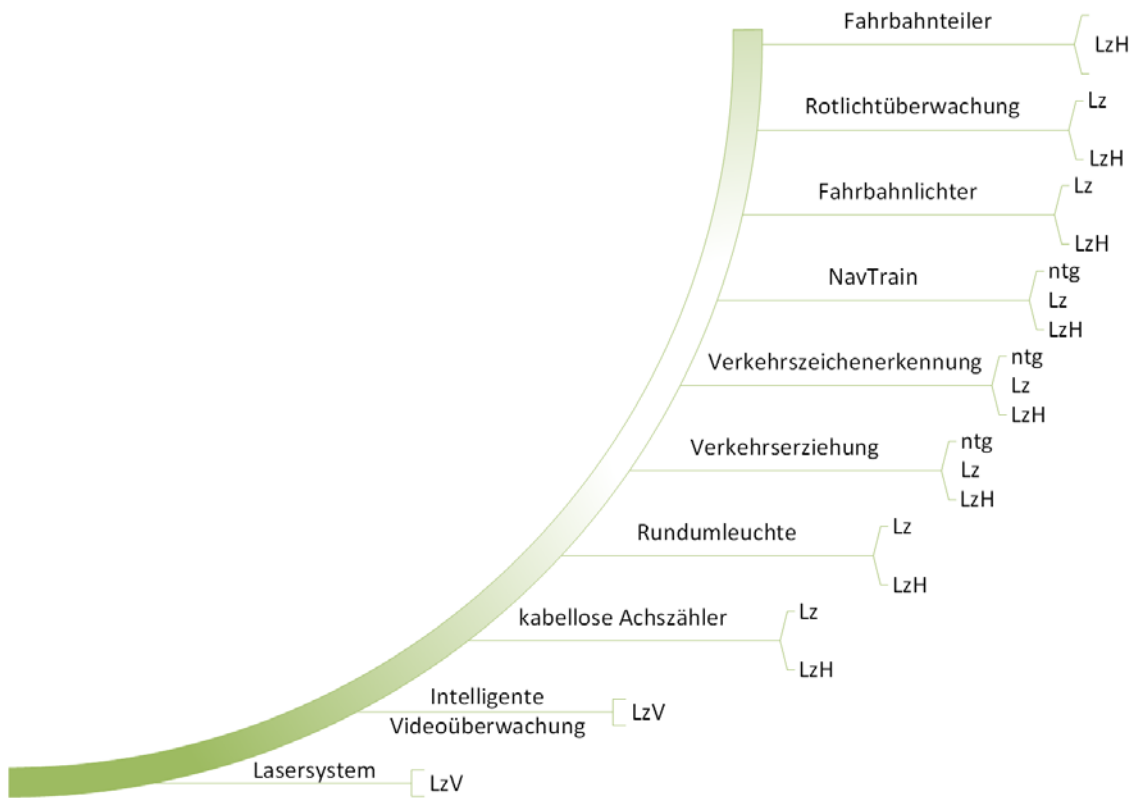 Fahrbahnteiler
LzH
Rotlichtüberwachung
Lz
LzH
Fahrbahnlichter
Lz
LzH
NavTrain
ntg
Lz
LzH
Verkehrszeichenerkennung
ntg
Lz
LzH
Verkehrserziehung
ntg
Lz
LzH
Rundumleuchte
Lz
LzH
kabellose Achszähler
Lz
LzH
Intelligente
Videoüberwachung
LzV
Lasersystem
LzV